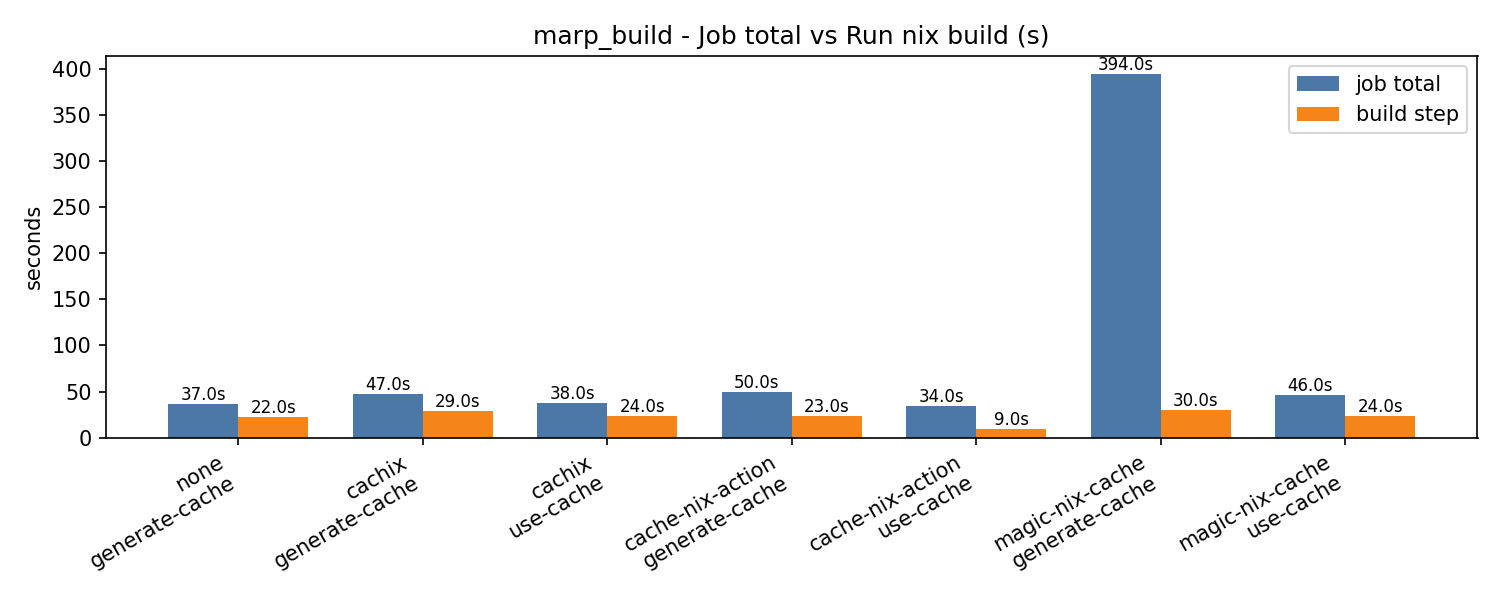 marp_build - Job total vs Run nix build (s)
seconds
400
350
300
250
200
150
100
50
0
job total
build step
37.0s
22.0s
47.0s
29.0s
38.0s
24.0s
50.0s
23.0s
34.0s
9.0s
394.0s
30.0s
46.0s
24.0s
none
generate-cache
cachix
generate-cache
cachix
use-cache
cache-nix-action
generate-cache
cache-nix-action
use-cache
magic-nix-cache
generate-cache
magic-nix-cache
use-cache